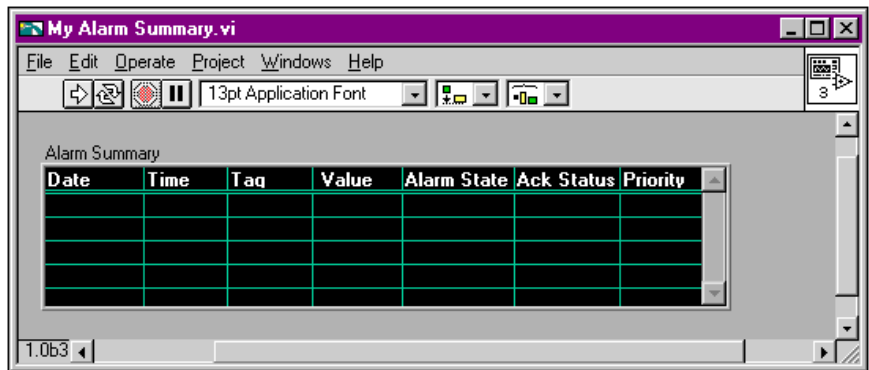 My Alarm Summary.vi
File Edit Operate Project Windows Help
13pt Application Font
3
Alarm Summary
Date Time Tag Value Alarm State Ack Status Priority
1.0b3